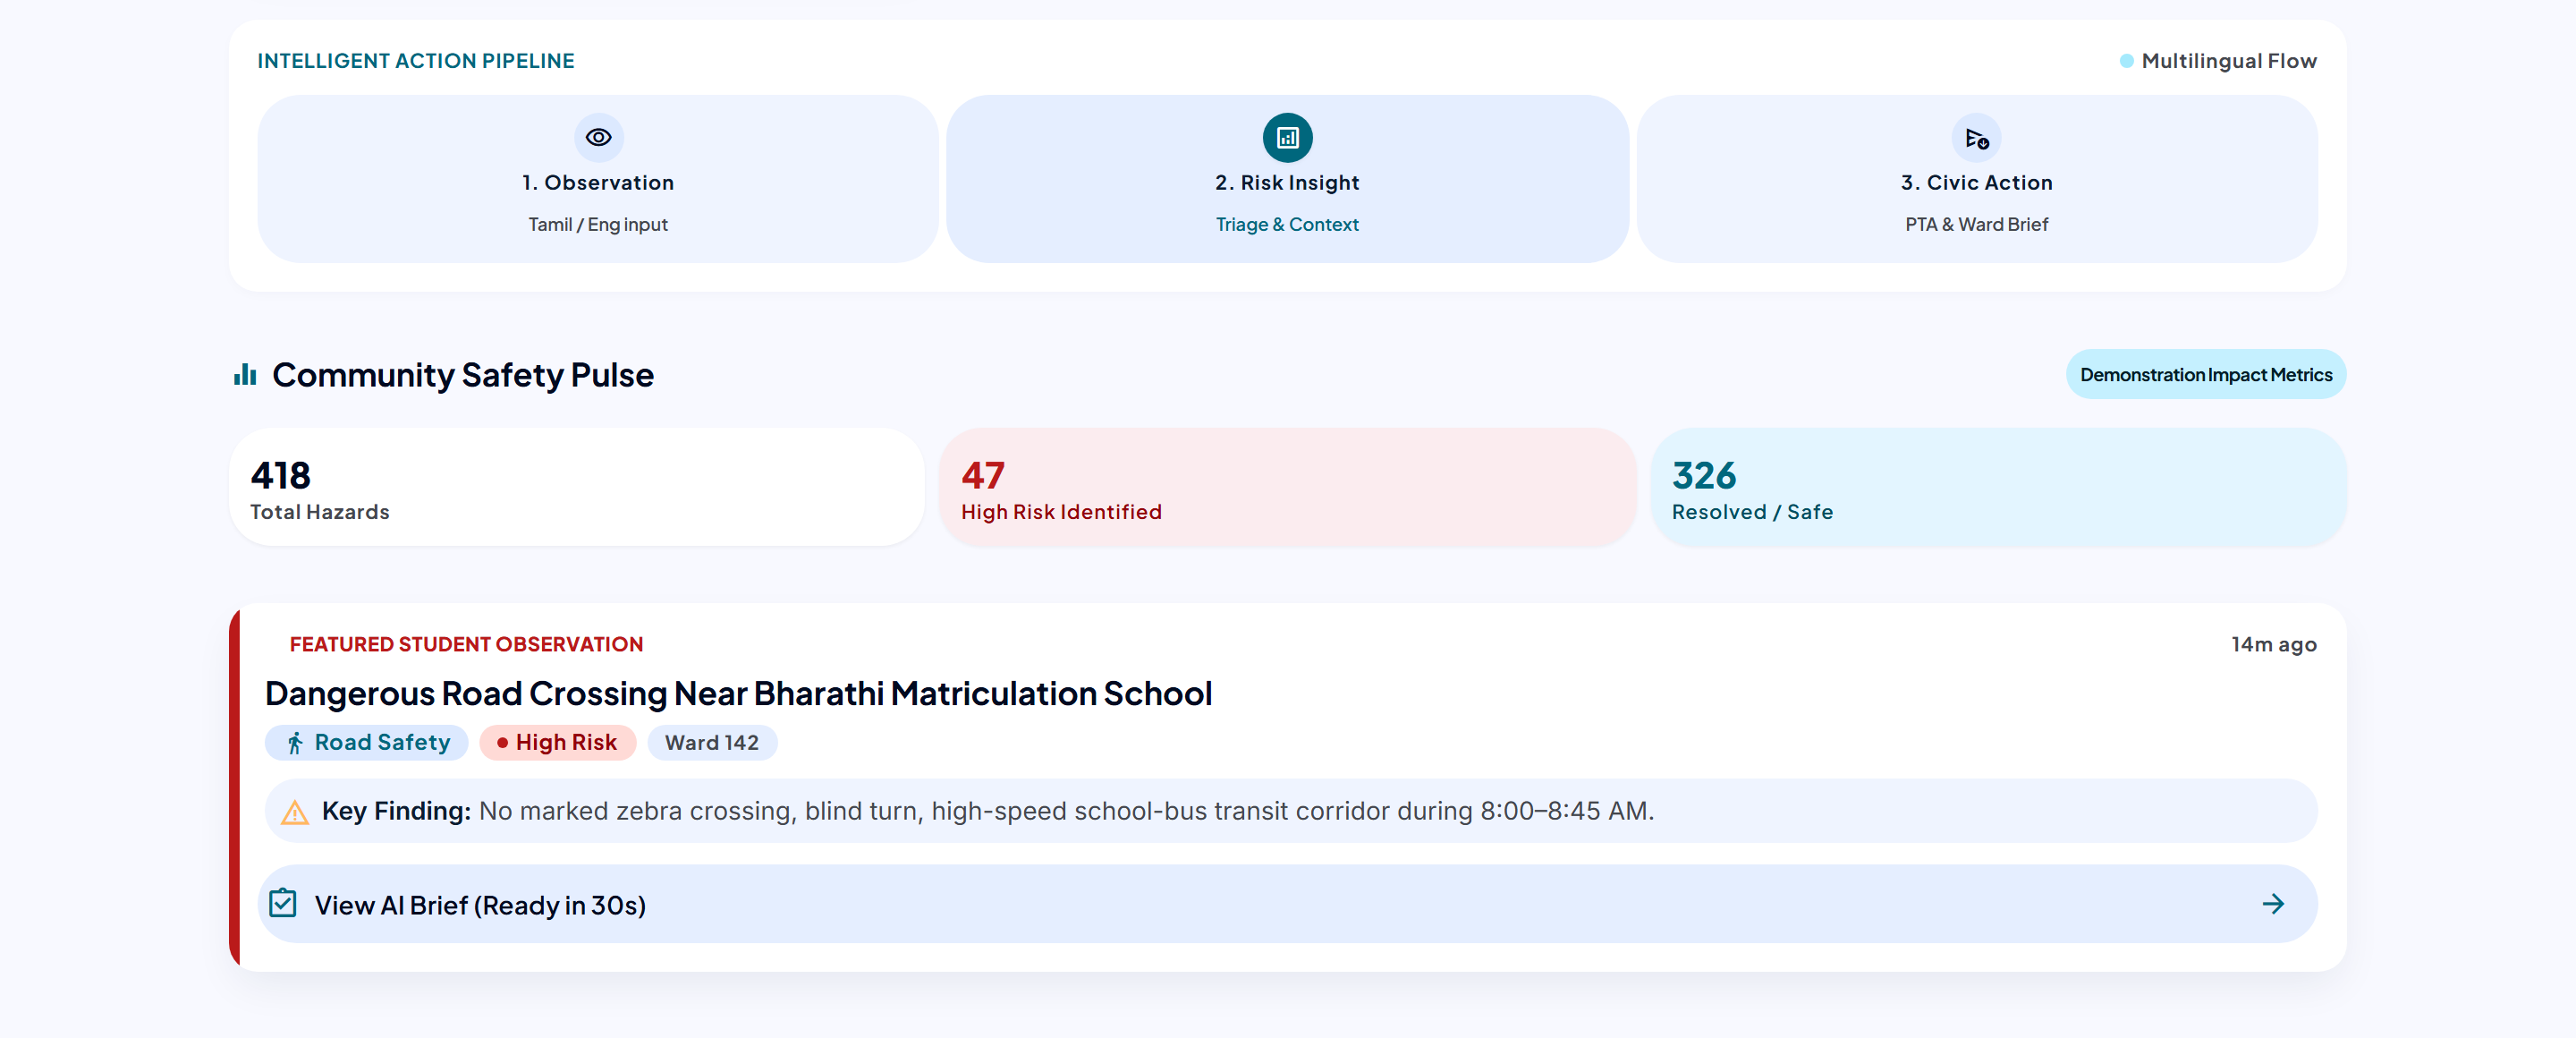 INTELLIGENT ACTION PIPELINE
Multilingual Flow
1. Observation
Tamil / Eng input
2. Risk Insight
Triage & Context
3. Civic Action
PTA & Ward Brief
Community Safety Pulse
Demonstration Impact Metrics
418
Total Hazards
47
High Risk Identified
326
Resolved / Safe
FEATURED STUDENT OBSERVATION
14m ago
Dangerous Road Crossing Near Bharathi Matriculation School
Road Safety
High Risk
Ward 142
Key Finding: No marked zebra crossing, blind turn, high-speed school-bus transit corridor during 8:00–8:45 AM.
View AI Brief (Ready in 30s)